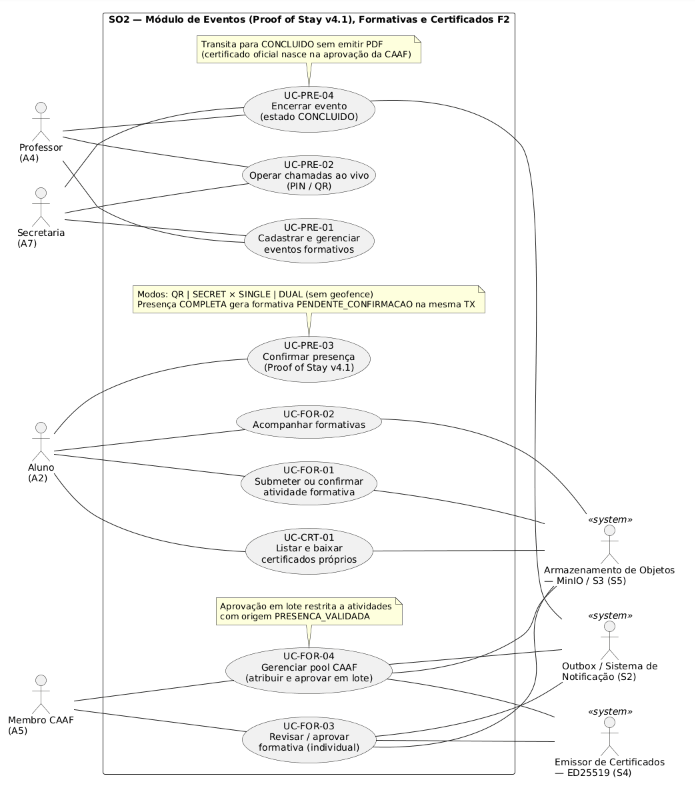 SO2 — Módulo de Eventos (Proof of Stay v4.1), Formativas e Certificados F2
Transita para CONCLUIDO sem emitir PDF
(certificado oficial nasce na aprovação da CAAF)
UC-PRE-04
Encerrar evento
(estado CONCLUIDO)
Professor
(A4)
UC-PRE-02
Operar chamadas ao vivo
(PIN / QR)
Secretaria
(A7)
UC-PRE-01
Cadastrar e gerenciar
eventos formativos
Modos: QR | SECRET × SINGLE | DUAL (sem geofence)
Presença COMPLETA gera formativa PENDENTE_CONFIRMACAO na mesma TX
UC-PRE-03
Confirmar presença
(Proof of Stay v4.1)
UC-FOR-02
Acompanhar formativas
Aluno
(A2)
UC-FOR-01
Submeter ou confirmar
atividade formativa
UC-CRT-01
Listar e baixar
certificados próprios
«system»
Armazenamento de Objetos
— MinIO / S3 (S5)
Aprovação em lote restrita a atividades
com origem PRESENCA_VALIDADA
UC-FOR-04
Gerenciar pool CAAF
(atribuir e aprovar em lote)
«system»
Outbox / Sistema de
Notificação (S2)
Membro CAAF
(A5)
UC-FOR-03
Revisar / aprovar
formativa (individual)
«system»
Emissor de Certificados
— ED25519 (S4)